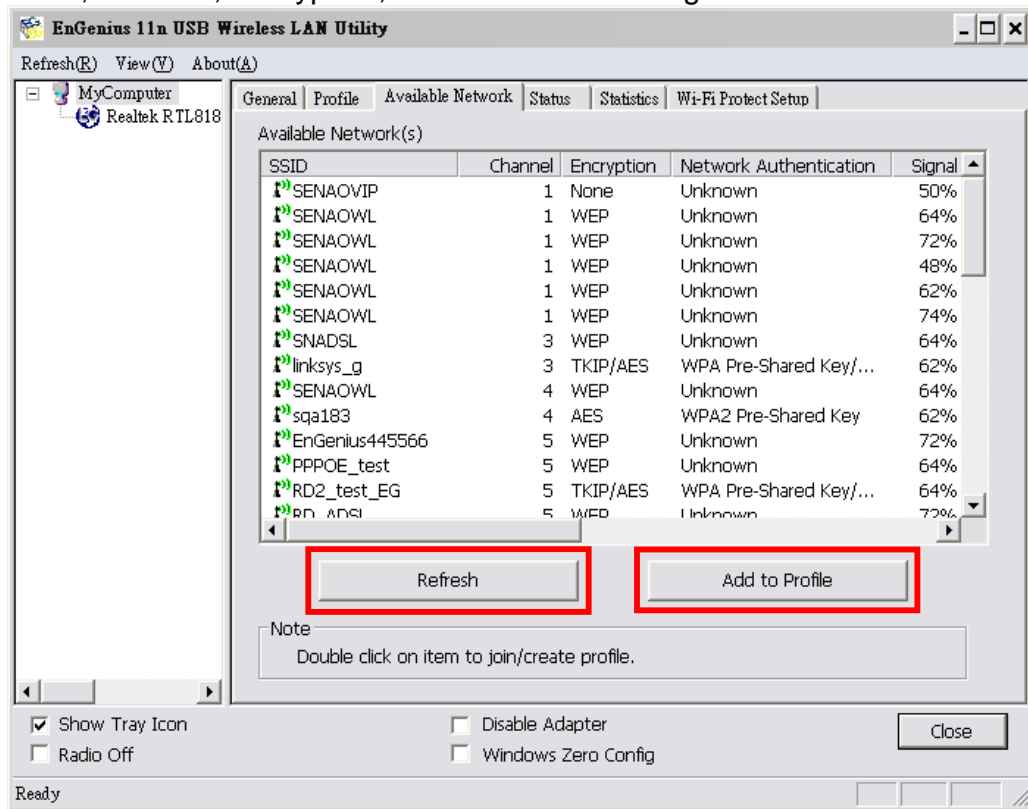 EnGenius 11n USB Wireless LAN Utility
Refresh(R) View(V) About(A)
MyComputer
Realtek RTL818
General Profile Available Network Status Statistics Wi-Fi Protect Setup
Available Network(s)
SSID Channel Encryption Network Authentication Signal
SENAOVIP 1 None Unknown 50%
SENAOWL 1 WEP Unknown 64%
SENAOWL 1 WEP Unknown 72%
SENAOWL 1 WEP Unknown 48%
SENAOWL 1 WEP Unknown 62%
SENAOWL 1 WEP Unknown 74%
SNADSL 3 WEP Unknown 64%
linksys_g 3 TKIP/AES WPA Pre-Shared Key/... 62%
SENAOWL 4 WEP Unknown 64%
sqa183 4 AES WPA2 Pre-Shared Key 62%
EnGenius445566 5 WEP Unknown 72%
PPPOE_test 5 WEP Unknown 64%
RD2_test_EG 5 TKIP/AES WPA Pre-Shared Key/... 64%
RD_ADSL 5 WEP Unknown 72%
Refresh Add to Profile
Note
Double click on item to join/create profile.
Show Tray Icon Disable Adapter Close
Radio Off Windows Zero Config
Ready